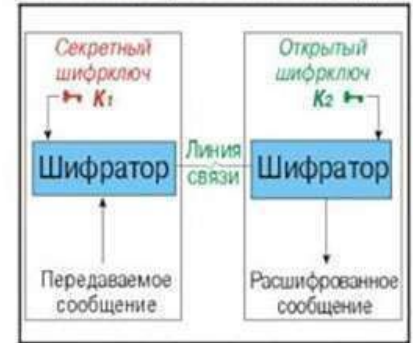 Секретный
шифрключ
K1
Открытый
шифрключ
K2
Линия
связи
Шифратор
Шифратор
Передаваемое
сообщение
Расшифрованное
сообщение